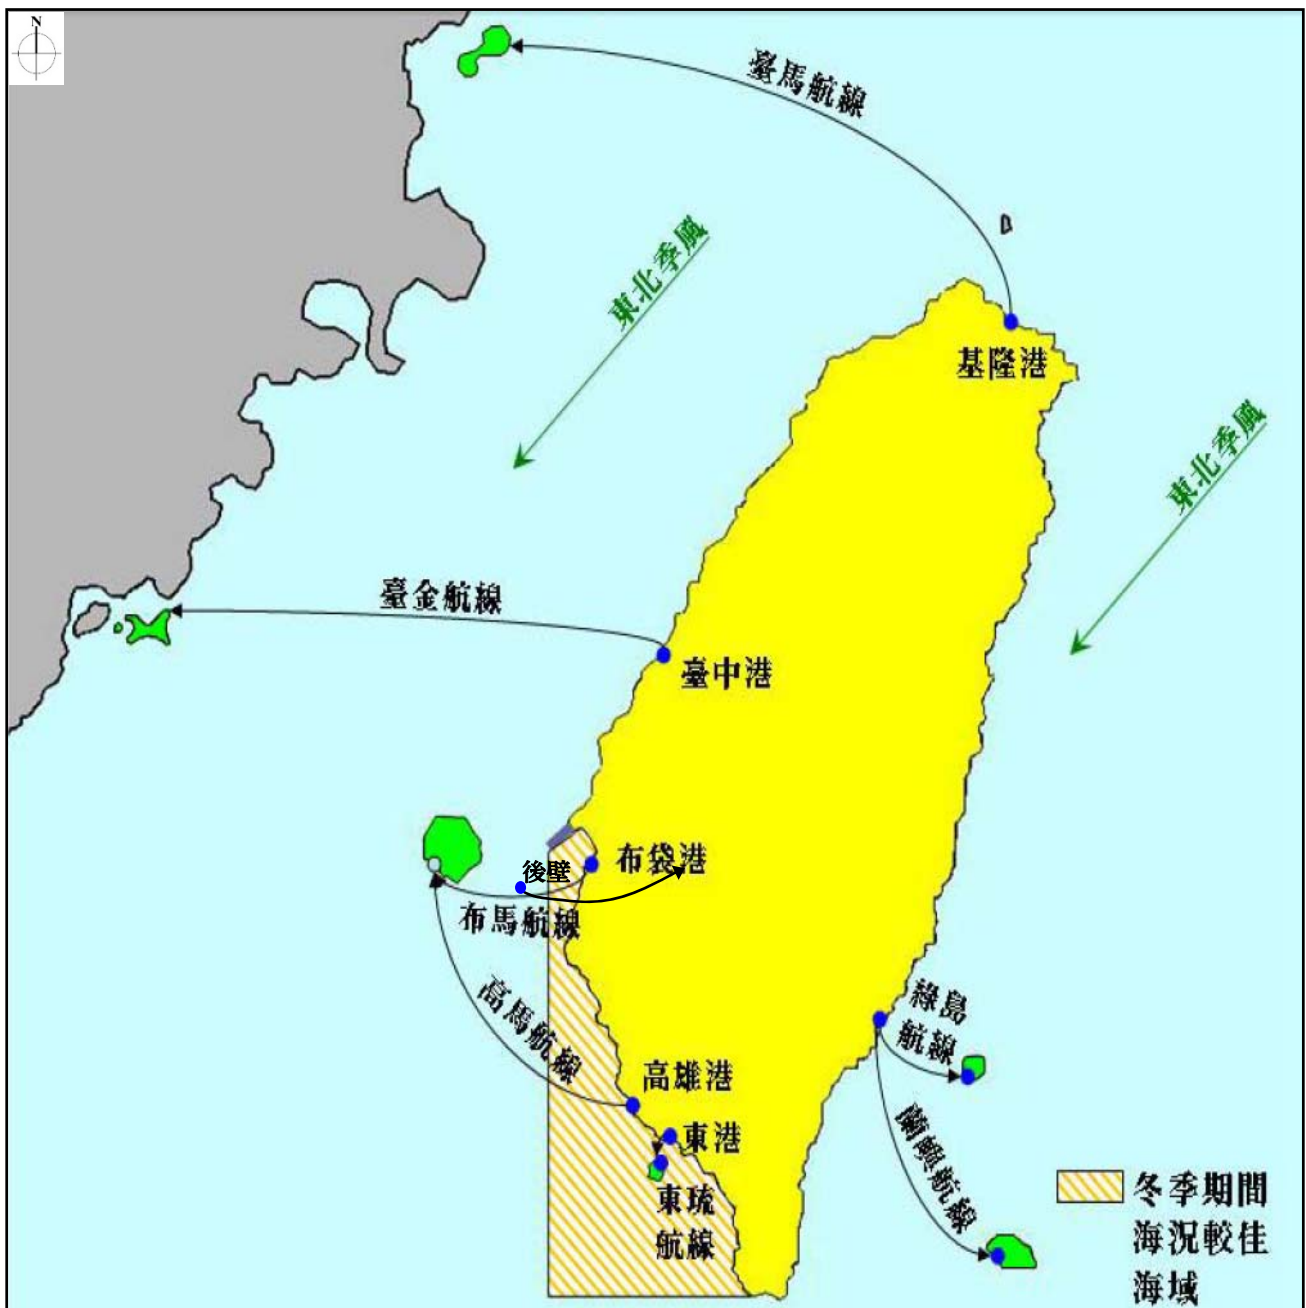 N
臺馬航線
東北季風
基隆港
東北季風
臺金航線
臺中港
布袋港
後壁
布馬航線
高馬航線
綠島
航線
高雄港
東港
蘭嶼航線
東琉
航線
冬季期間
海況較佳
海域